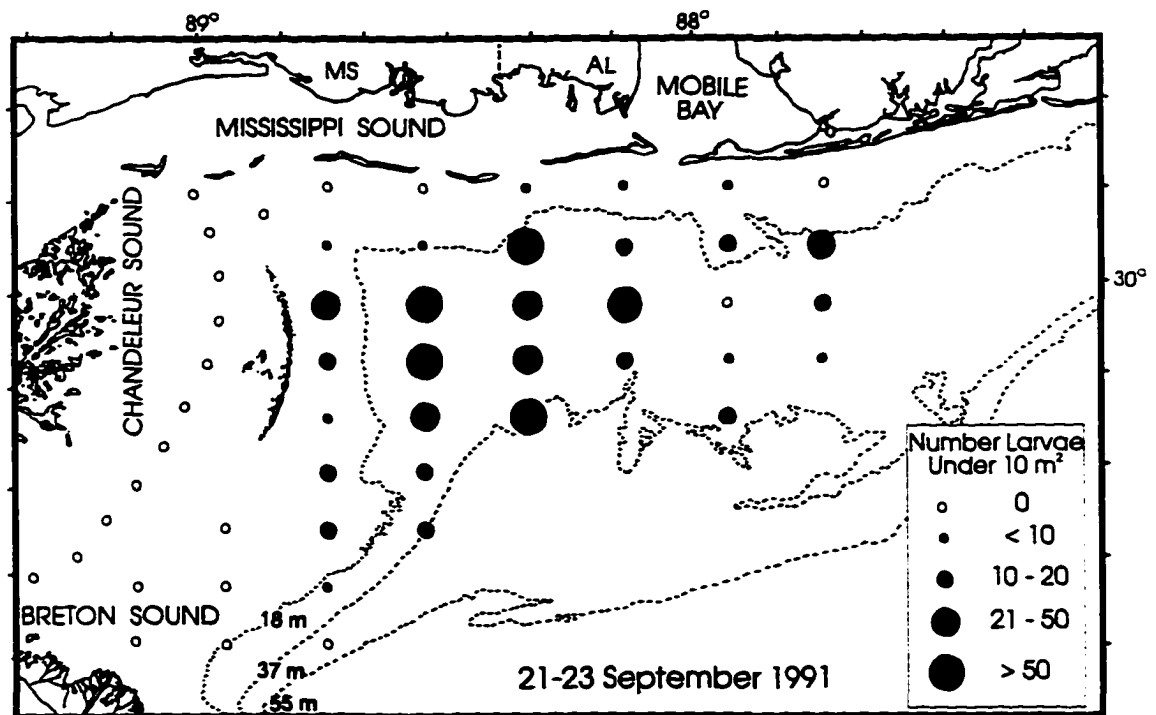 89°
88°
MS
AL
MOBILE
BAY
MISSISSIPPI SOUND
CHANDELEUR SOUND
30°
Number Larvae
Under 10 m²
0
< 10
10 - 20
21 - 50
> 50
BRETON SOUND
18 m
37 m
55 m
21-23 September 1991